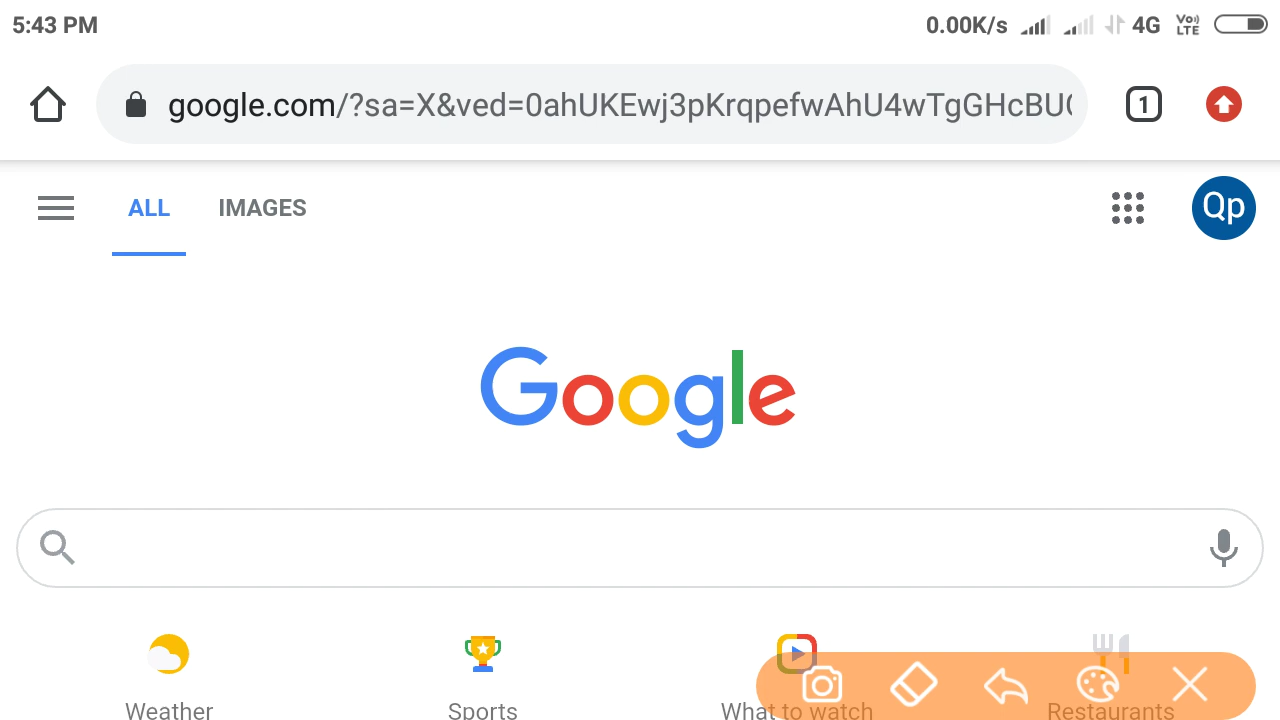 5:43 PM 0.00K/s 4G Vo) LTE
google.com/?sa=X&ved=0ahUKEwj3pKrqpefwAhU4wTgGHcBU
1
ALL IMAGES Qp
Google
Weather Sports What to watch Restaurants